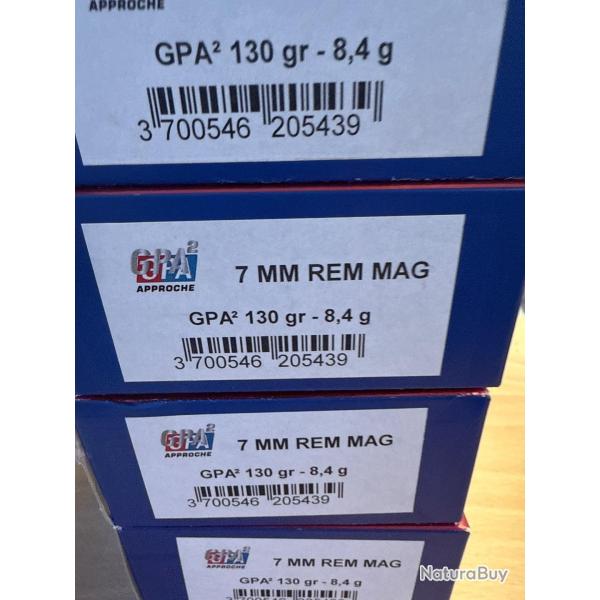 APPROCHE
GPA² 130 gr - 8,4 g
3 700546 205439
GPA²
APPROCHE
7 MM REM MAG
GPA² 130 gr - 8,4 g
3 700546 205439
GPA²
APPROCHE
7 MM REM MAG
GPA² 130 gr - 8,4 g
3 700546 205439
GPA²
APPROCHE
7 MM REM MAG
GPA² 130 gr - 8,4 g
NaturaBuy